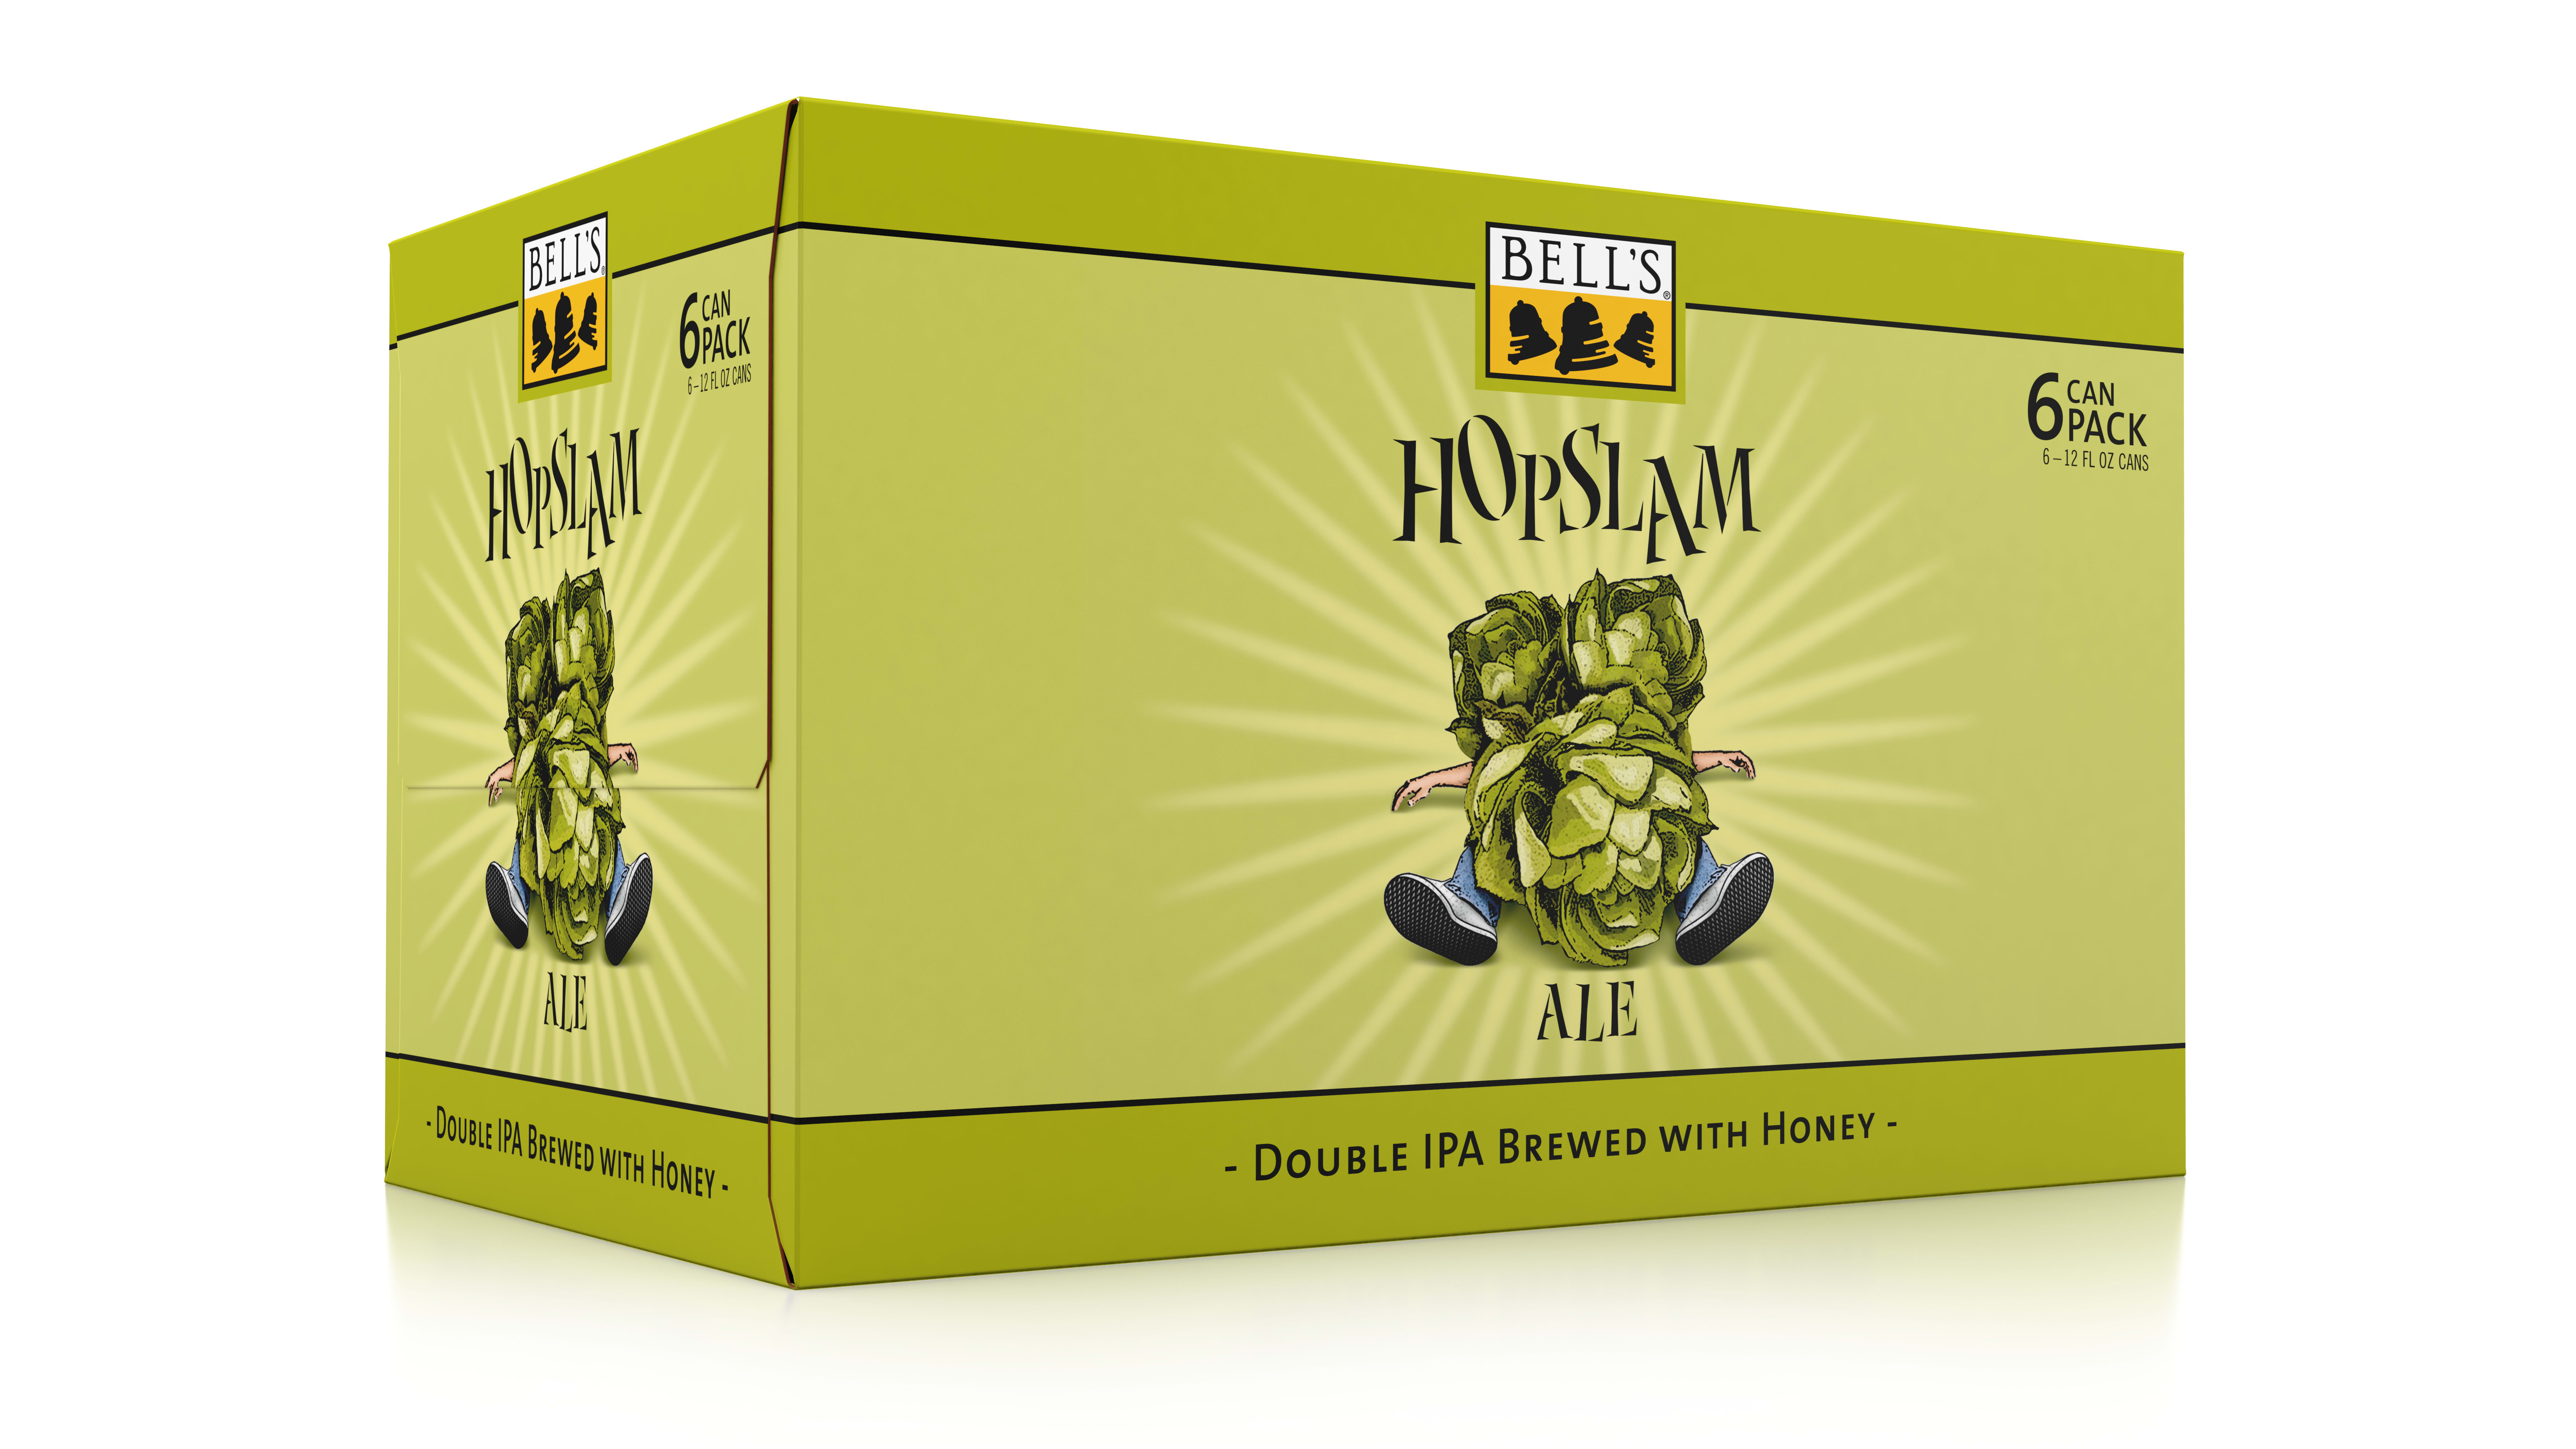 BELL'S®
6 CAN PACK
6–12 FL OZ CANS
HOPSLAM
ALE
- DOUBLE IPA BREWED WITH HONEY -
BELL'S®
6 CAN PACK
6–12 FL OZ CANS
HOPSLAM
ALE
- DOUBLE IPA BREWED WITH HONEY -